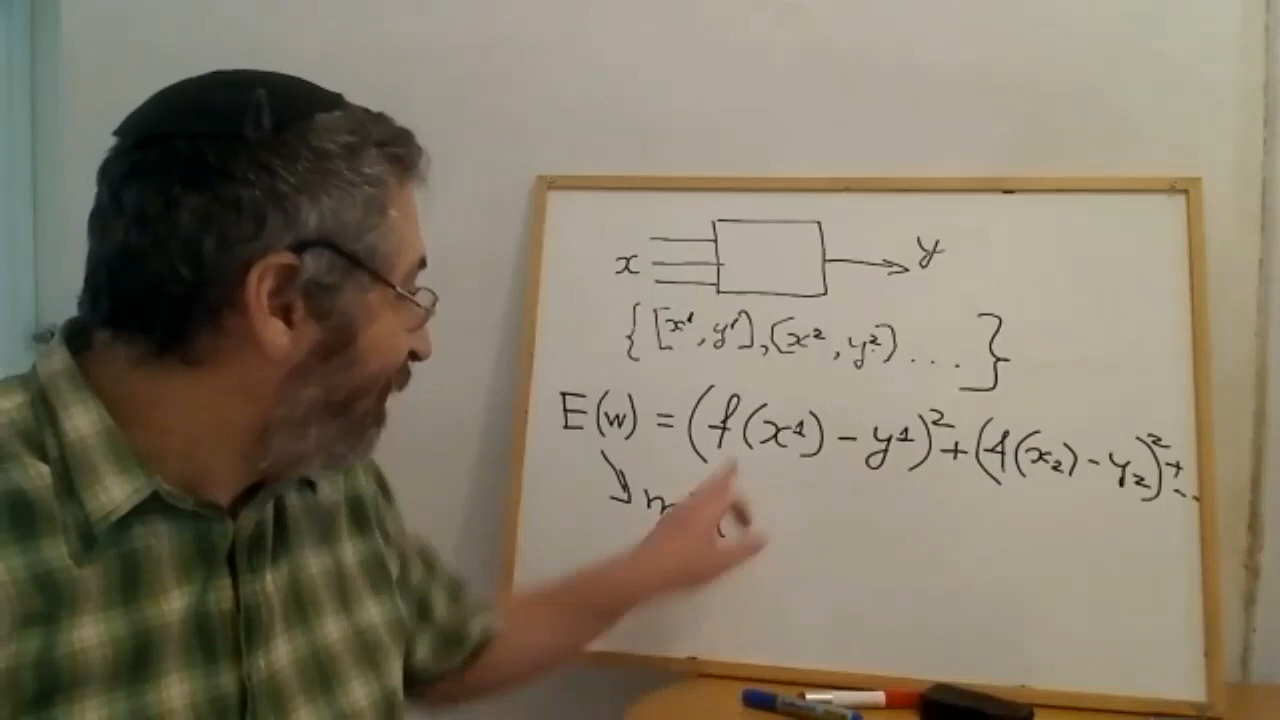 x y
{ [x¹, y¹], (x², y²) . . . }
E(w) = (f(x¹) - y¹)² + (f(x₂) - y₂)² + ...